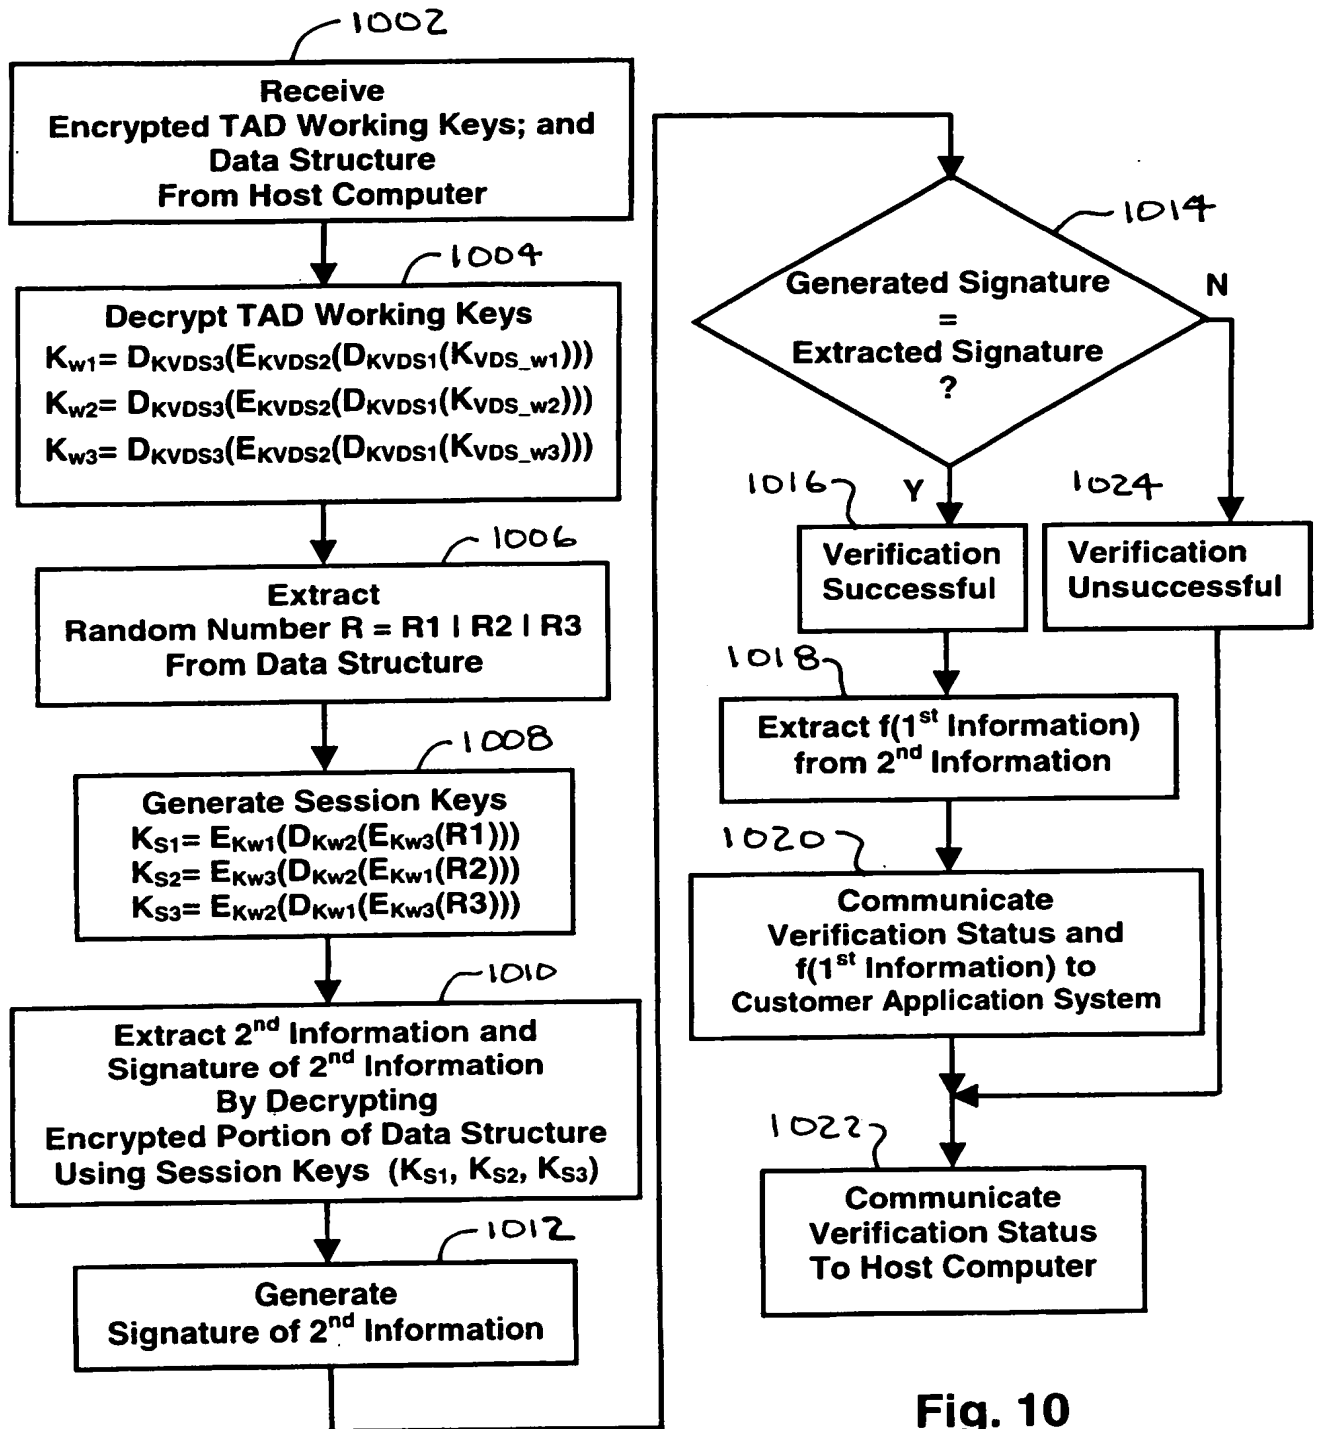 1002
Receive
Encrypted TAD Working Keys; and
Data Structure
From Host Computer
1004
Decrypt TAD Working Keys
Kw1= DKVDS3(EKVDS2(DKVDS1(KVDS_w1)))
Kw2= DKVDS3(EKVDS2(DKVDS1(KVDS_w2)))
Kw3= DKVDS3(EKVDS2(DKVDS1(KVDS_w3)))
1006
Extract
Random Number R = R1 | R2 | R3
From Data Structure
1008
Generate Session Keys
KS1= EKw1(DKw2(EKw3(R1)))
KS2= EKw3(DKw2(EKw1(R2)))
KS3= EKw2(DKw1(EKw3(R3)))
1010
Extract 2nd Information and
Signature of 2nd Information
By Decrypting
Encrypted Portion of Data Structure
Using Session Keys (KS1, KS2, KS3)
1012
Generate
Signature of 2nd Information
1014
Generated Signature
=
Extracted Signature
?
N
Y
1016
Verification
Successful
1024
Verification
Unsuccessful
1018
Extract f(1st Information)
from 2nd Information
1020
Communicate
Verification Status and
f(1st Information) to
Customer Application System
1022
Communicate
Verification Status
To Host Computer
Fig. 10